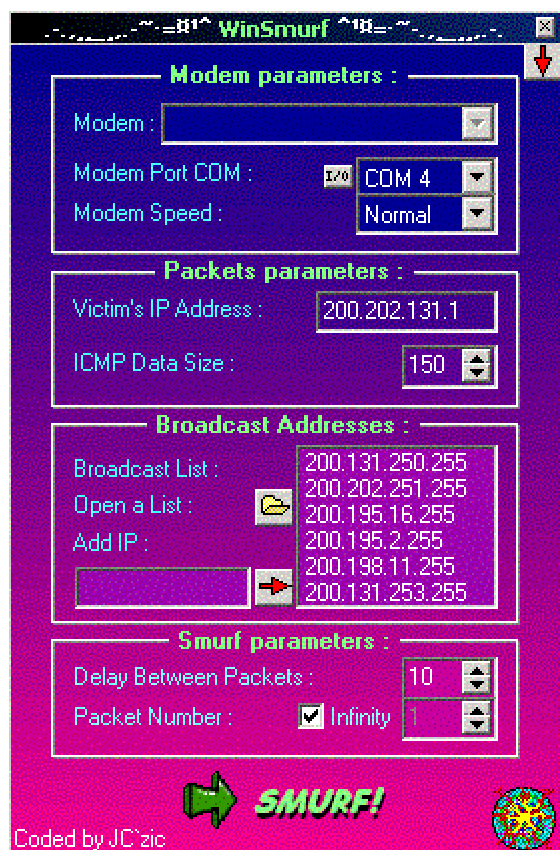 .-~·._,._,.-~·=¤¹^ WinSmurf ^¹¤=·~-.,_,._.·~-.
Modem parameters :
Modem :
Modem Port COM : I/O COM 4
Modem Speed : Normal
Packets parameters :
Victim's IP Address : 200.202.131.1
ICMP Data Size : 150
Broadcast Addresses :
Broadcast List :
Open a List :
Add IP :
200.131.250.255
200.202.251.255
200.195.16.255
200.195.2.255
200.198.11.255
200.131.253.255
Smurf parameters :
Delay Between Packets : 10
Packet Number : Infinity 1
SMURF!
Coded by JC`zic